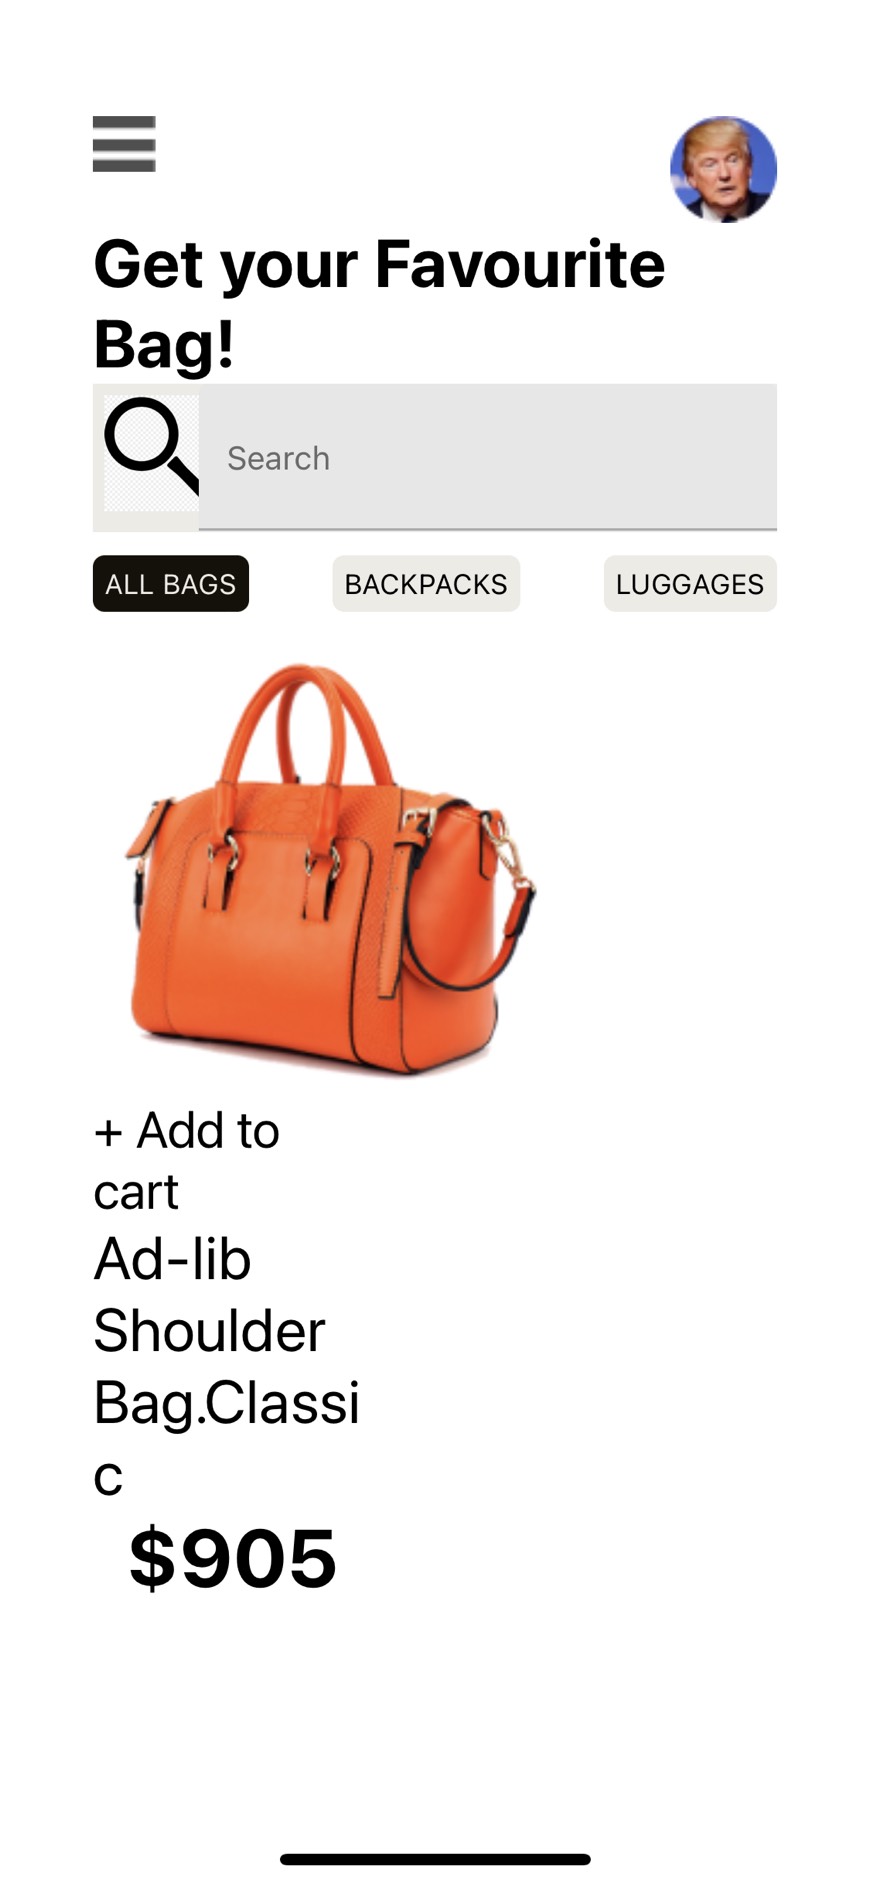 Get your Favourite
Bag!
Search
ALL BAGS
BACKPACKS
LUGGAGES
+ Add to
cart
Ad-lib
Shoulder
Bag.Classi
c
$905